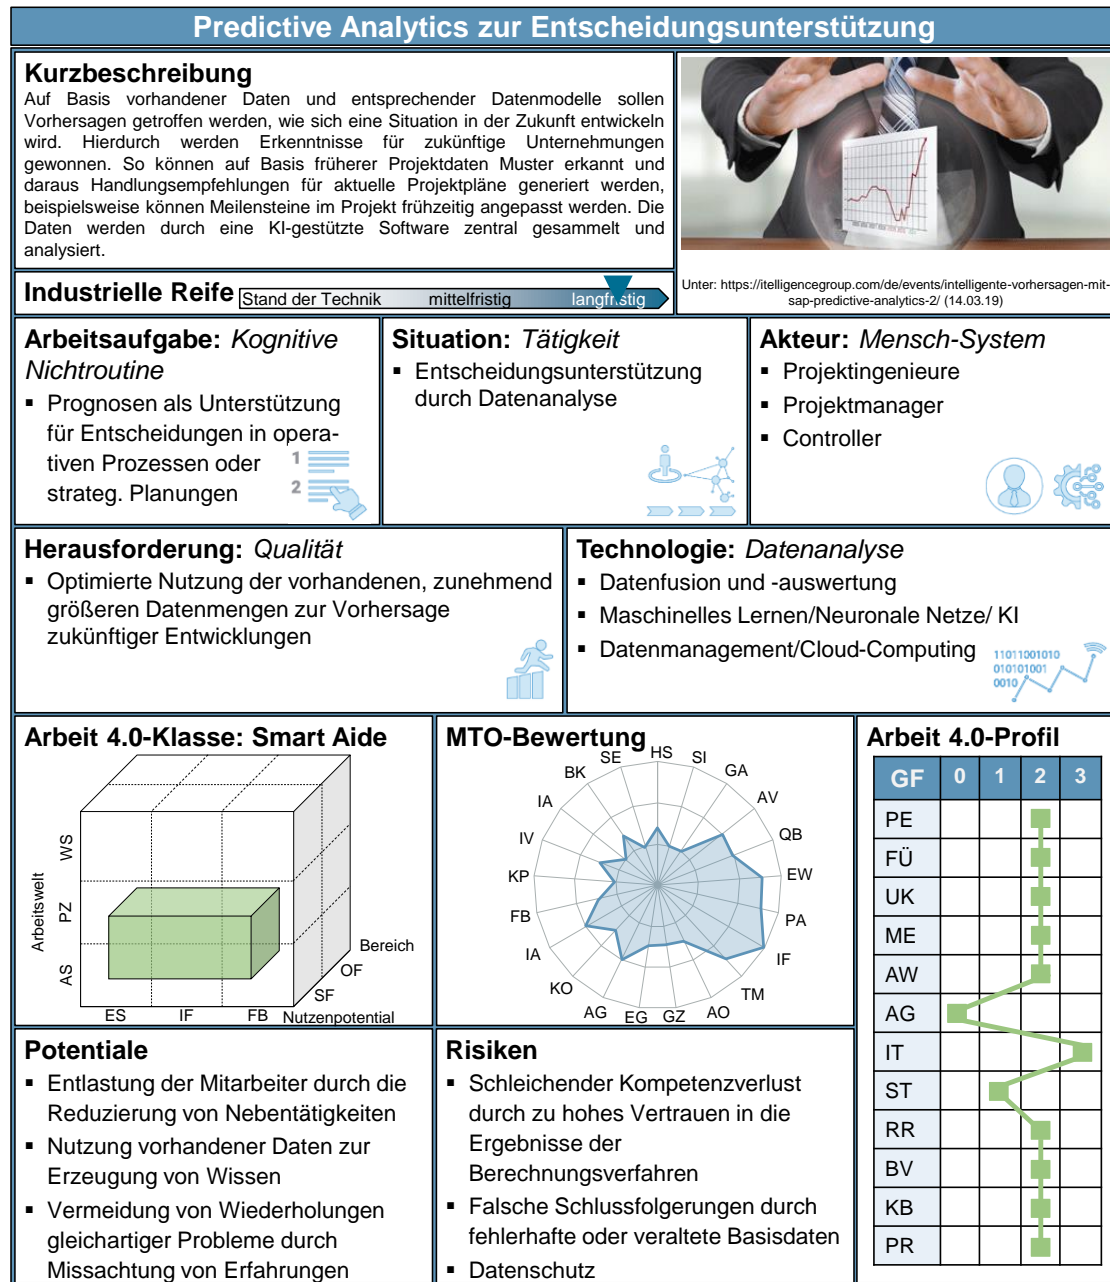 Predictive Analytics zur Entscheidungsunterstützung
Kurzbeschreibung
Auf Basis vorhandener Daten und entsprechender Datenmodelle sollen
Vorhersagen getroffen werden, wie sich eine Situation in der Zukunft entwickeln
wird. Hierdurch werden Erkenntnisse für zukünftige Unternehmungen
gewonnen. So können auf Basis früherer Projektdaten Muster erkannt und
daraus Handlungsempfehlungen für aktuelle Projektpläne generiert werden,
beispielsweise können Meilensteine im Projekt frühzeitig angepasst werden. Die
Daten werden durch eine KI-gestützte Software zentral gesammelt und
analysiert.
Unter: https://itelligencegroup.com/de/events/intelligente-vorhersagen-mit-
sap-predictive-analytics-2/ (14.03.19)
Industrielle Reife
Stand der Technik mittelfristig langfristig
Arbeitsaufgabe: Kognitive
Nichtroutine
▪ Prognosen als Unterstützung
für Entscheidungen in opera-
tiven Prozessen oder
strateg. Planungen
1
2
Situation: Tätigkeit
▪ Entscheidungsunterstützung
durch Datenanalyse
Akteur: Mensch-System
▪ Projektingenieure
▪ Projektmanager
▪ Controller
Herausforderung: Qualität
▪ Optimierte Nutzung der vorhandenen, zunehmend
größeren Datenmengen zur Vorhersage
zukünftiger Entwicklungen
Technologie: Datenanalyse
▪ Datenfusion und -auswertung
▪ Maschinelles Lernen/Neuronale Netze/ KI
▪ Datenmanagement/Cloud-Computing
11011001010
010101001
0010
Arbeit 4.0-Klasse: Smart Aide
Arbeitswelt
WS
PZ
AS
ES IF FB Nutzenpotential
SF
OF
Bereich
MTO-Bewertung
HS
SI
GA
AV
QB
EW
PA
IF
TM
AO
GZ
EG
AG
KO
IA
FB
KP
IV
IA
BK
SE
Arbeit 4.0-Profil
GF 0 1 2 3
PE
FÜ
UK
ME
AW
AG
IT
ST
RR
BV
KB
PR
Potentiale
▪ Entlastung der Mitarbeiter durch die
Reduzierung von Nebentätigkeiten
▪ Nutzung vorhandener Daten zur
Erzeugung von Wissen
▪ Vermeidung von Wiederholungen
gleichartiger Probleme durch
Missachtung von Erfahrungen
Risiken
▪ Schleichender Kompetenzverlust
durch zu hohes Vertrauen in die
Ergebnisse der
Berechnungsverfahren
▪ Falsche Schlussfolgerungen durch
fehlerhafte oder veraltete Basisdaten
▪ Datenschutz